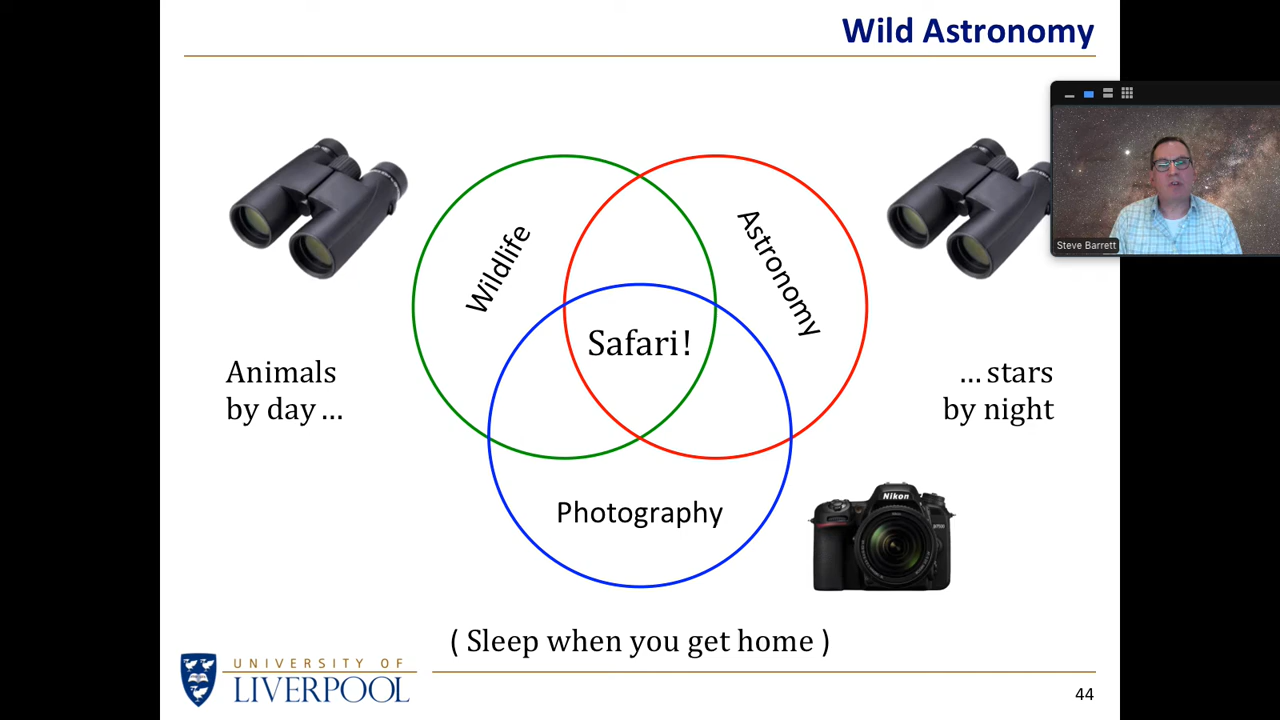 Wild Astronomy
Steve Barrett
Wildlife
Astronomy
Safari!
Animals
by day ...
... stars
by night
Photography
Nikon
( Sleep when you get home )
UNIVERSITY OF
LIVERPOOL
44